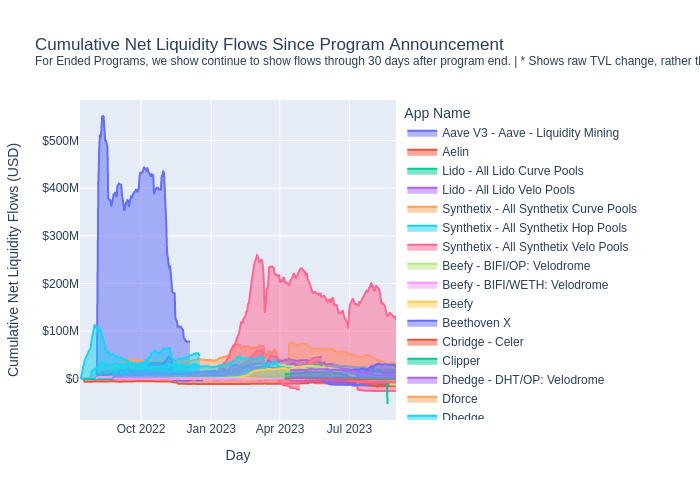 Cumulative Net Liquidity Flows Since Program Announcement
For Ended Programs, we show continue to show flows through 30 days after program end. | * Shows raw TVL change, rather
App Name
Aave V3 - Aave - Liquidity Mining
Aelin
Lido - All Lido Curve Pools
Lido - All Lido Velo Pools
Synthetix - All Synthetix Curve Pools
Synthetix - All Synthetix Hop Pools
Synthetix - All Synthetix Velo Pools
Beefy - BIFI/OP: Velodrome
Beefy - BIFI/WETH: Velodrome
Beefy
Beethoven X
Cbridge - Celer
Clipper
Dhedge - DHT/OP: Velodrome
Dforce
Dhedge
Cumulative Net Liquidity Flows (USD)
$500M
$400M
$300M
$200M
$100M
$0
Oct 2022
Jan 2023
Apr 2023
Jul 2023
Day